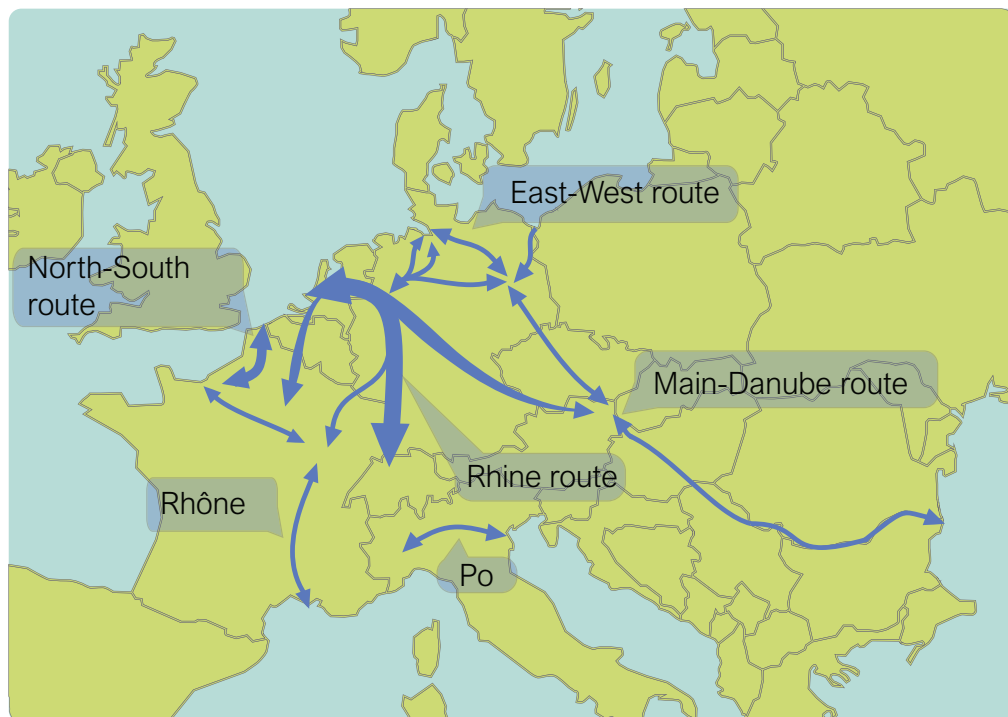 East-West route
North-South
route
Main-Danube route
Rhine route
Rhône
Po